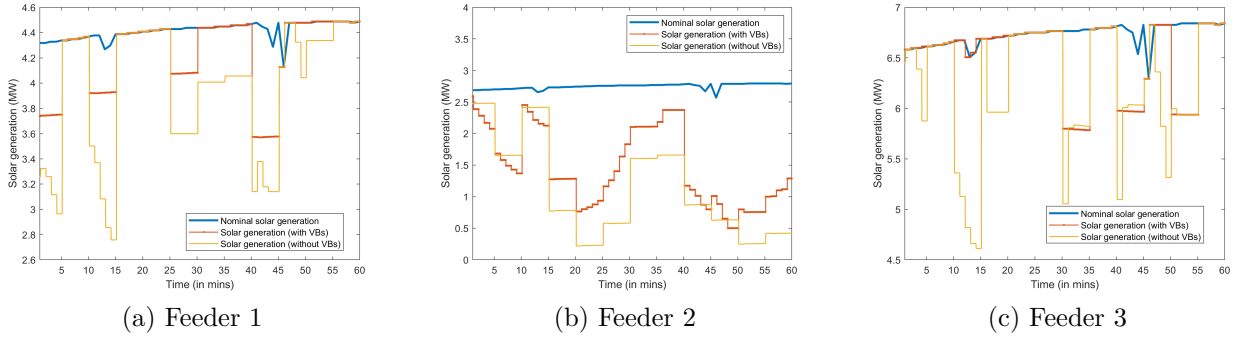 4.6
4.4
4.2
4
3.8
3.6
3.4
3.2
3
2.8
2.6
Solar generation (MW)
Nominal solar generation
Solar generation (with VBs)
Solar generation (without VBs)
5 10 15 20 25 30 35 40 45 50 55 60
Time (in mins)
(a) Feeder 1
4
3.5
3
2.5
2
1.5
1
0.5
0
Solar generation (MW)
Nominal solar generation
Solar generation (with VBs)
Solar generation (without VBs)
5 10 15 20 25 30 35 40 45 50 55 60
Time (in mins)
(b) Feeder 2
7
6.5
6
5.5
5
4.5
Solar generation (MW)
Nominal solar generation
Solar generation (with VBs)
Solar generation (without VBs)
5 10 15 20 25 30 35 40 45 50 55 60
Time (in mins)
(c) Feeder 3